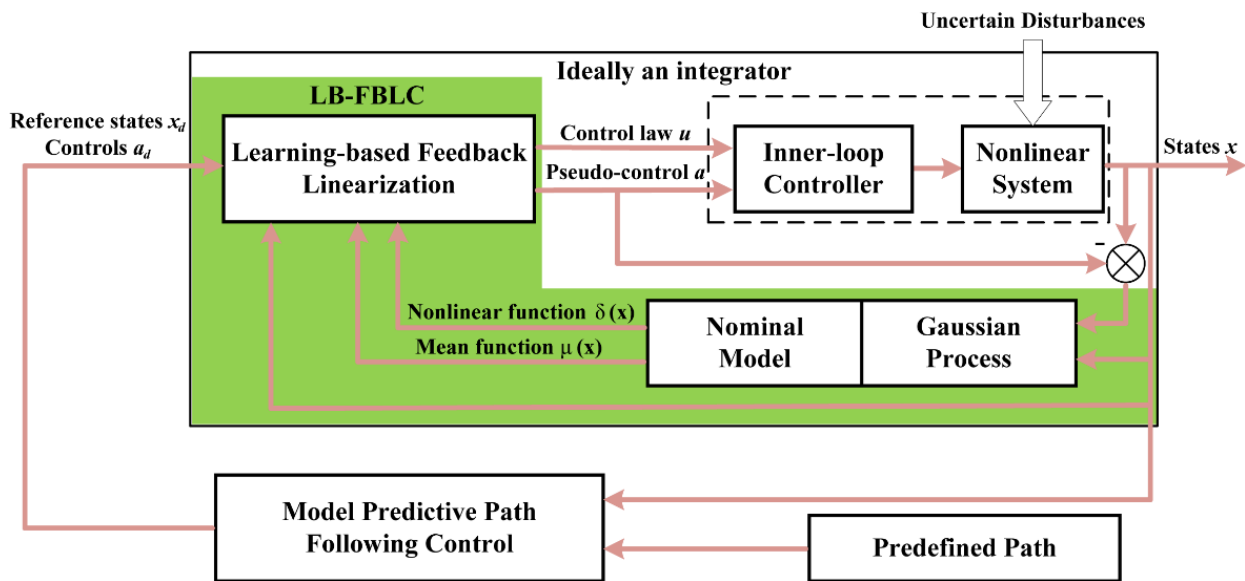 Uncertain Disturbances
Ideally an integrator
LB-FBLC
Reference states x_d
Controls a_d
Learning-based Feedback
Linearization
Control law u
Pseudo-control a
Inner-loop
Controller
Nonlinear
System
States x
-
Nonlinear function δ(x)
Mean function μ(x)
Nominal
Model
Gaussian
Process
Model Predictive Path
Following Control
Predefined Path